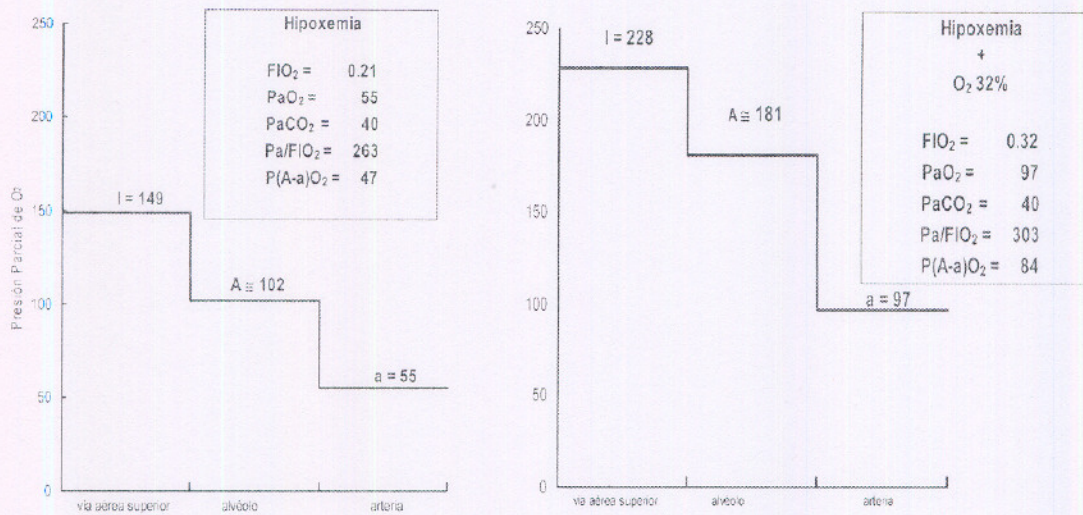 Presión Parcial de O²
250
200
150
100
50
0
I = 149
A ≅ 102
a = 55
vía aérea superior
alvéolo
arteria
Hipoxemia
FIO₂ = 0.21
PaO₂ = 55
PaCO₂ = 40
Pa/FIO₂ = 263
P(A-a)O₂ = 47
250
200
150
100
50
0
I = 228
A ≅ 181
a = 97
vía aérea superior
alvéolo
arteria
Hipoxemia
+
O₂ 32%
FIO₂ = 0.32
PaO₂ = 97
PaCO₂ = 40
Pa/FIO₂ = 303
P(A-a)O₂ = 84